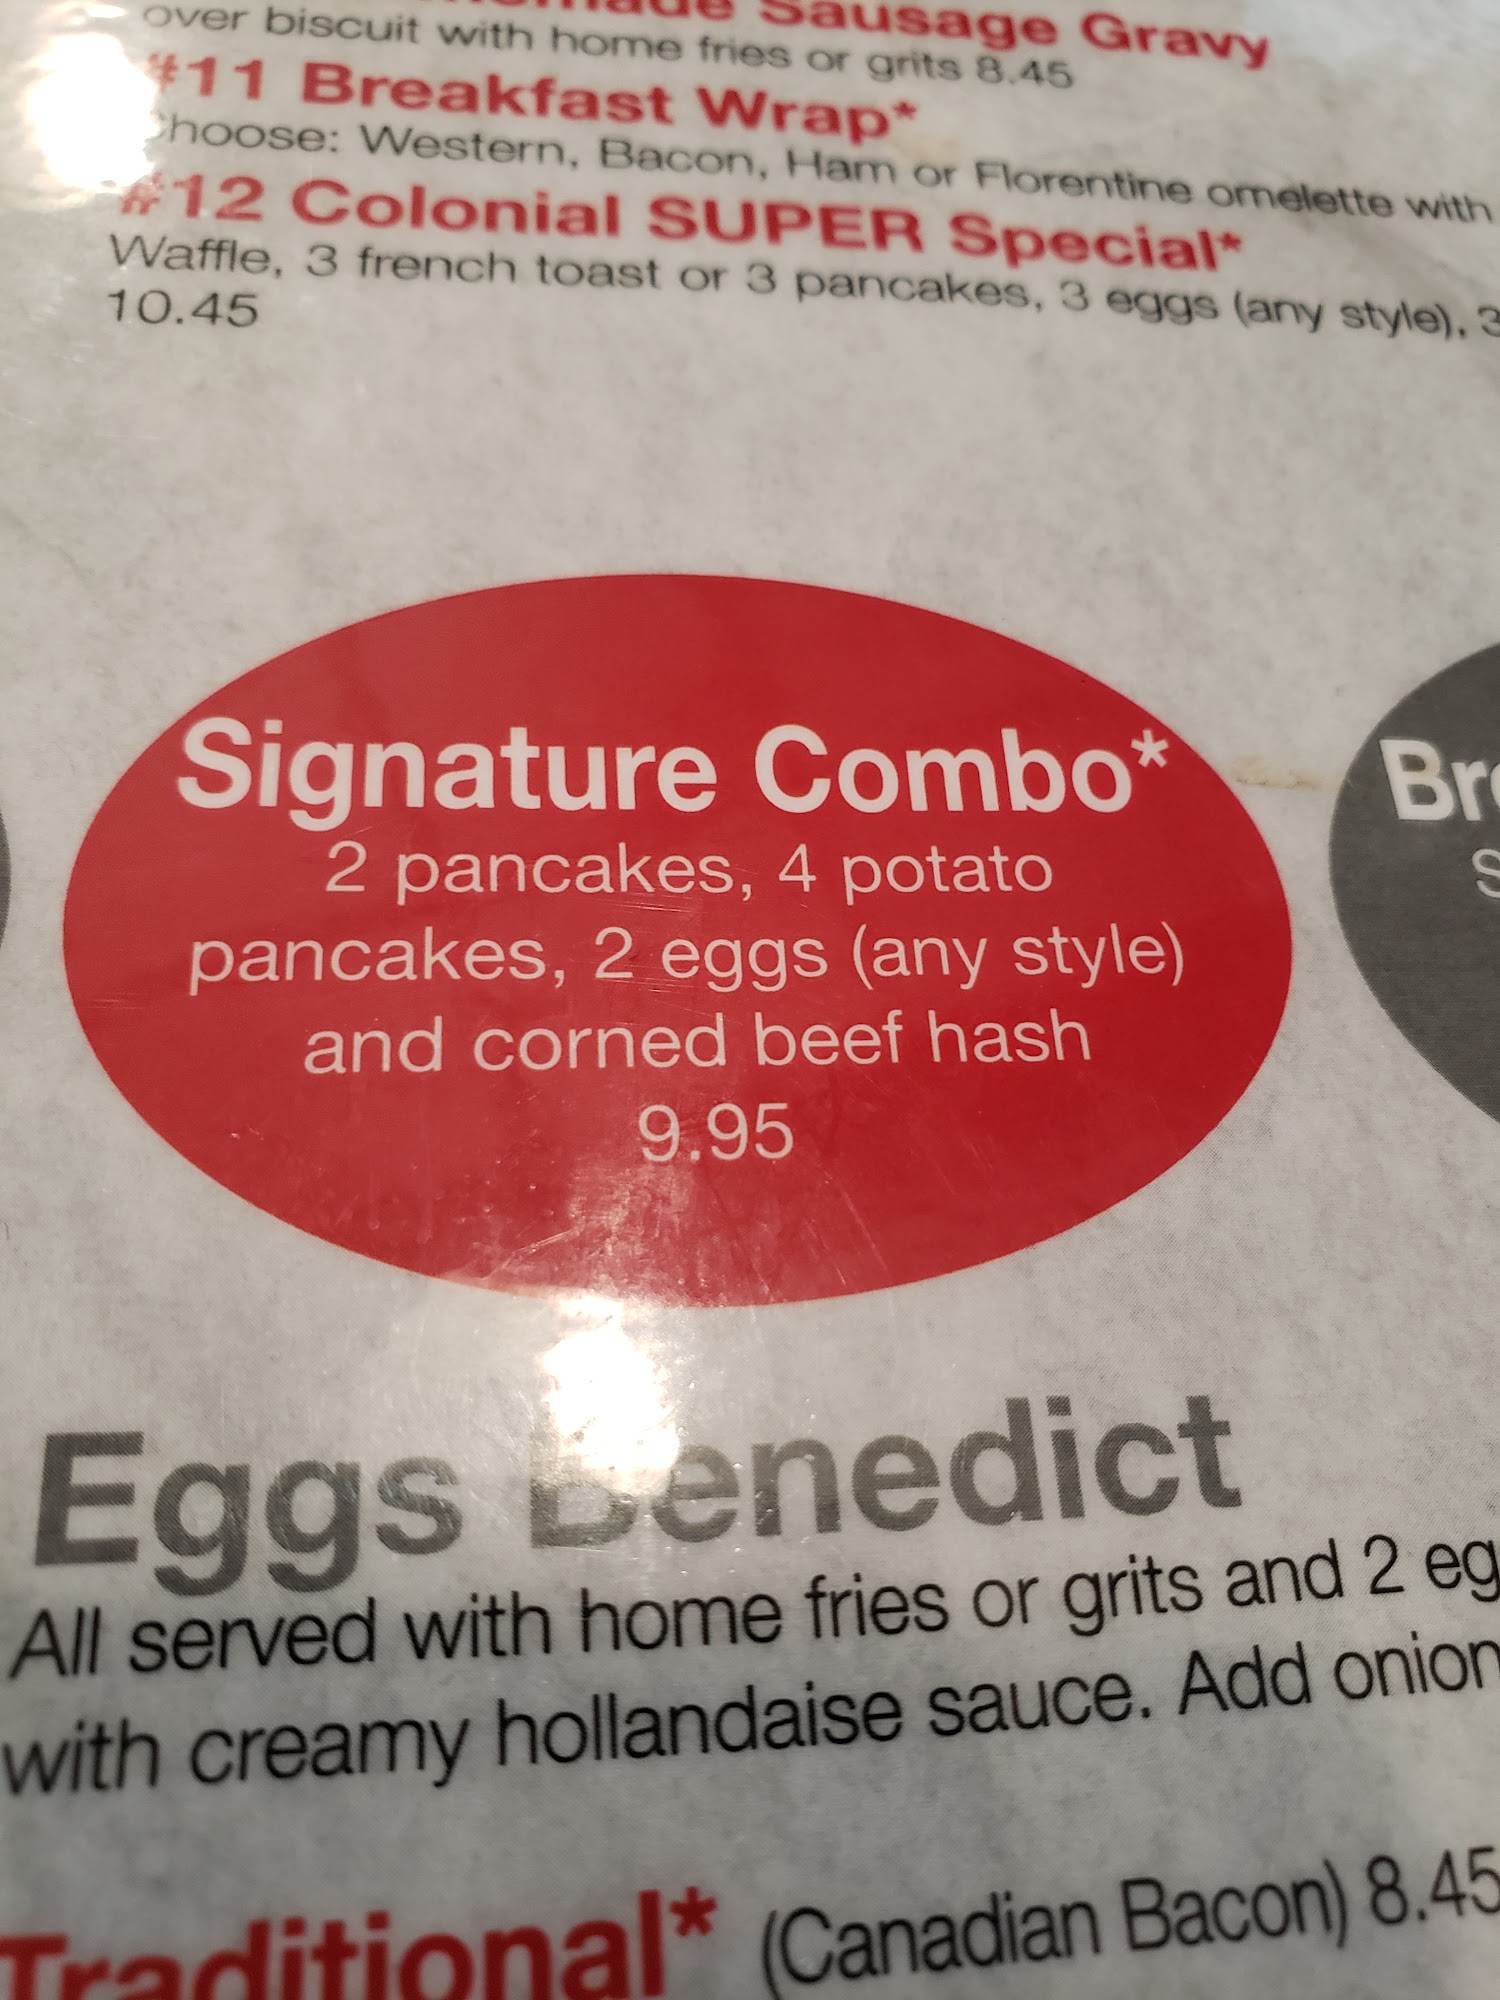 Sausage Gravy
over biscuit with home fries or grits 8.45
#11 Breakfast Wrap*
Choose: Western, Bacon, Ham or Florentine omelette with
#12 Colonial SUPER Special*
Waffle, 3 french toast or 3 pancakes, 3 eggs (any style), 3
10.45
Signature Combo*
2 pancakes, 4 potato
pancakes, 2 eggs (any style)
and corned beef hash
9.95
Eggs Benedict
All served with home fries or grits and 2 eg
with creamy hollandaise sauce. Add onion
Traditional* (Canadian Bacon) 8.45